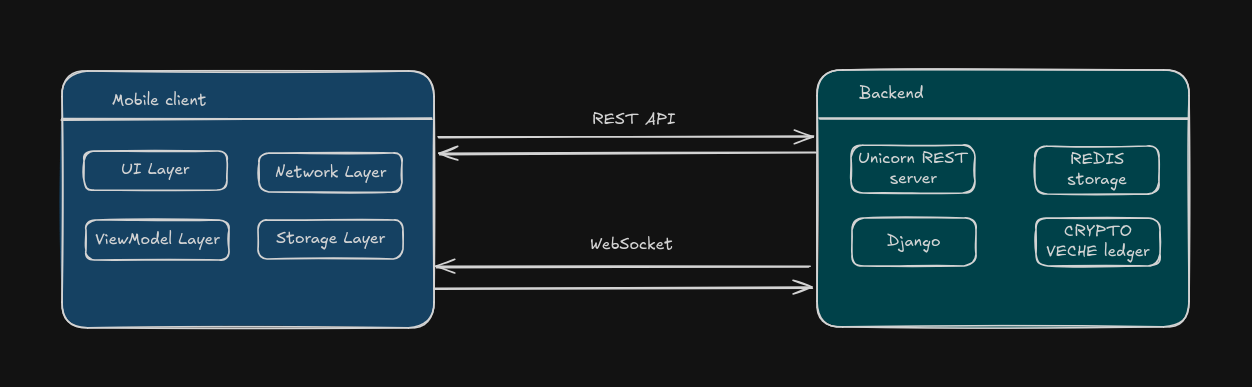 Mobile client
UI Layer
Network Layer
ViewModel Layer
Storage Layer
REST API
WebSocket
Backend
Unicorn REST
server
REDIS
storage
Django
CRYPTO
VECHE ledger